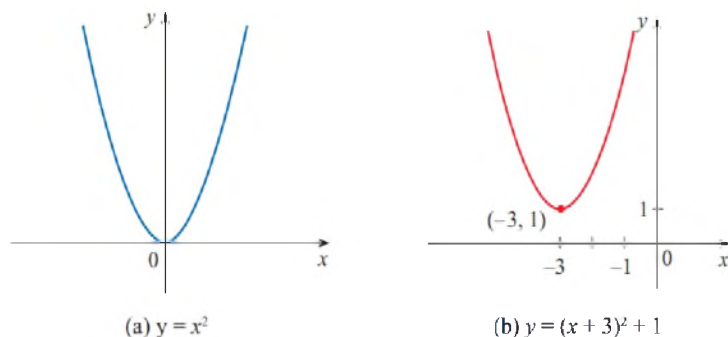 y
0
x
(a) y = x²
y
1
(–3, 1)
–3
–1
0
x
(b) y = (x + 3)² + 1